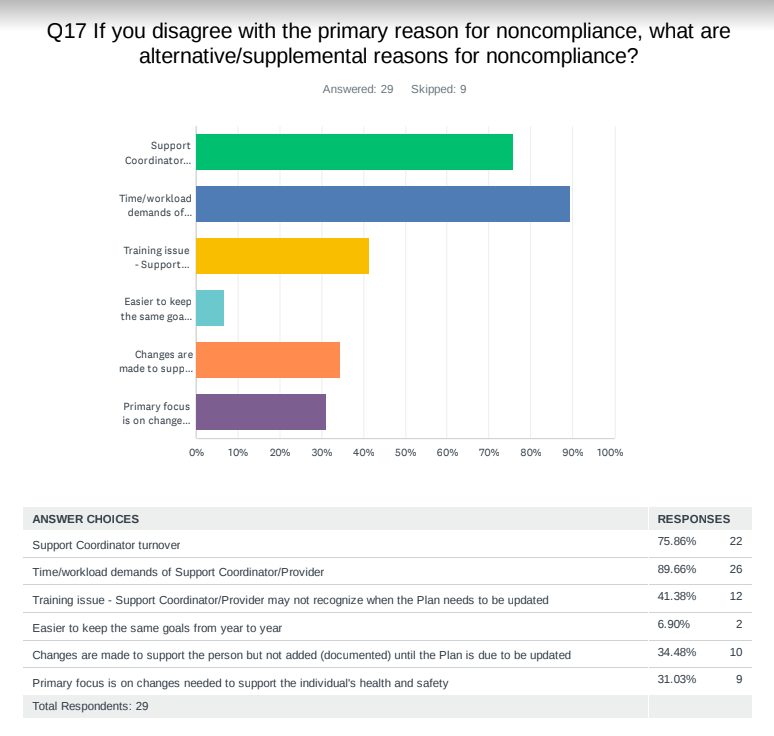 Q17 If you disagree with the primary reason for noncompliance, what are
alternative/supplemental reasons for noncompliance?
Answered: 29 Skipped: 9
Support
Coordinator...
Time/workload
demands of...
Training issue
- Support...
Easier to keep
the same goa...
Changes are
made to supp...
Primary focus
is on change...
0% 10% 20% 30% 40% 50% 60% 70% 80% 90% 100%
ANSWER CHOICES RESPONSES
Support Coordinator turnover 75.86% 22
Time/workload demands of Support Coordinator/Provider 89.66% 26
Training issue - Support Coordinator/Provider may not recognize when the Plan needs to be updated 41.38% 12
Easier to keep the same goals from year to year 6.90% 2
Changes are made to support the person but not added (documented) until the Plan is due to be updated 34.48% 10
Primary focus is on changes needed to support the individual's health and safety 31.03% 9
Total Respondents: 29